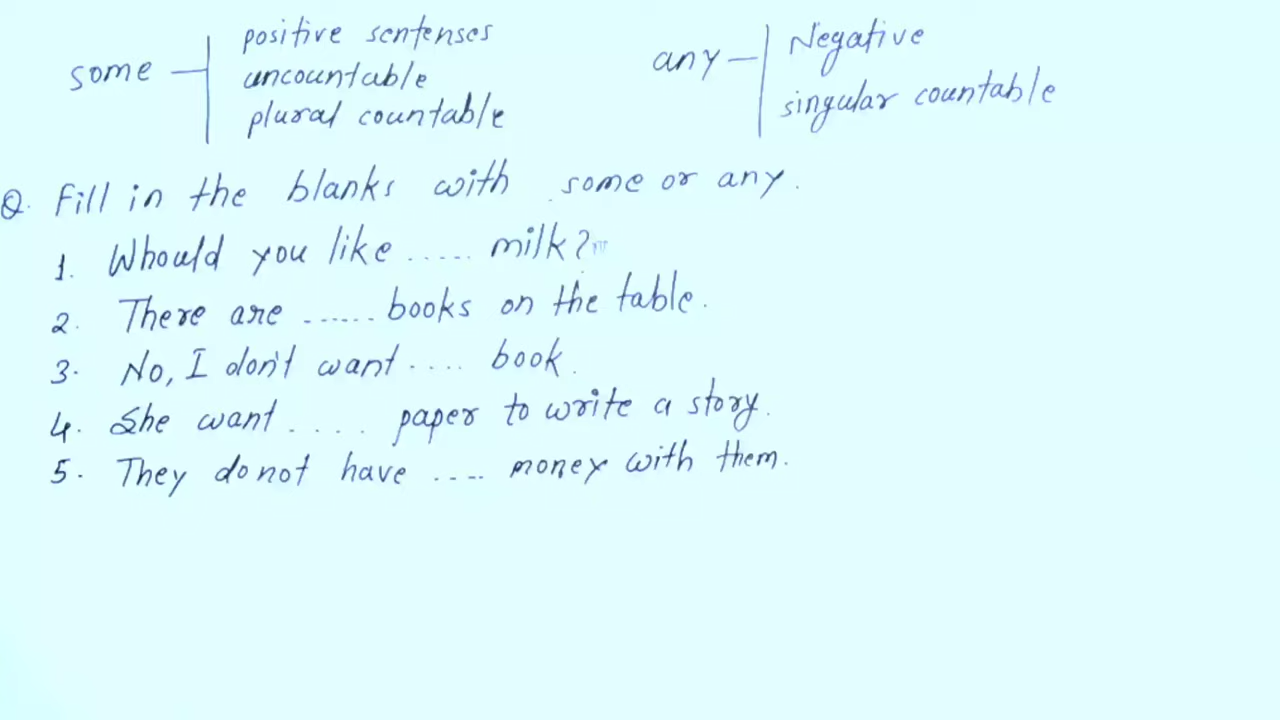 some
positive sentenses
uncountable
plural countable
any
Negative
singular countable
Q. Fill in the blanks with some or any.
1. Whould you like ..... milk?
2. There are ...... books on the table.
3. No, I don't want .... book.
4. She want .... paper to write a story.
5. They do not have .... money with them.